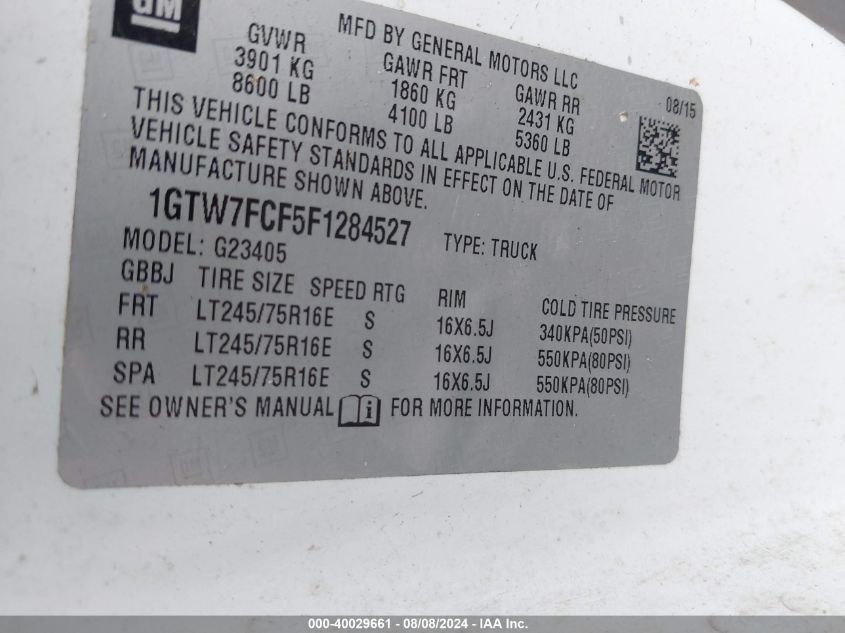 GM
MFD BY GENERAL MOTORS LLC
GVWR GAWR FRT GAWR RR 08/15
3901 KG 1860 KG 2431 KG
8600 LB 4100 LB 5360 LB
THIS VEHICLE CONFORMS TO ALL APPLICABLE U.S. FEDERAL MOTOR
VEHICLE SAFETY STANDARDS IN EFFECT ON THE DATE OF
MANUFACTURE SHOWN ABOVE.
1GTW7FCF5F1284527 TYPE: TRUCK
MODEL: G23405
GBBJ TIRE SIZE SPEED RTG RIM COLD TIRE PRESSURE
FRT LT245/75R16E S 16X6.5J 340KPA(50PSI)
RR LT245/75R16E S 16X6.5J 550KPA(80PSI)
SPA LT245/75R16E S 16X6.5J 550KPA(80PSI)
SEE OWNER'S MANUAL i FOR MORE INFORMATION.
000-40029661 - 08/08/2024 - IAA Inc.